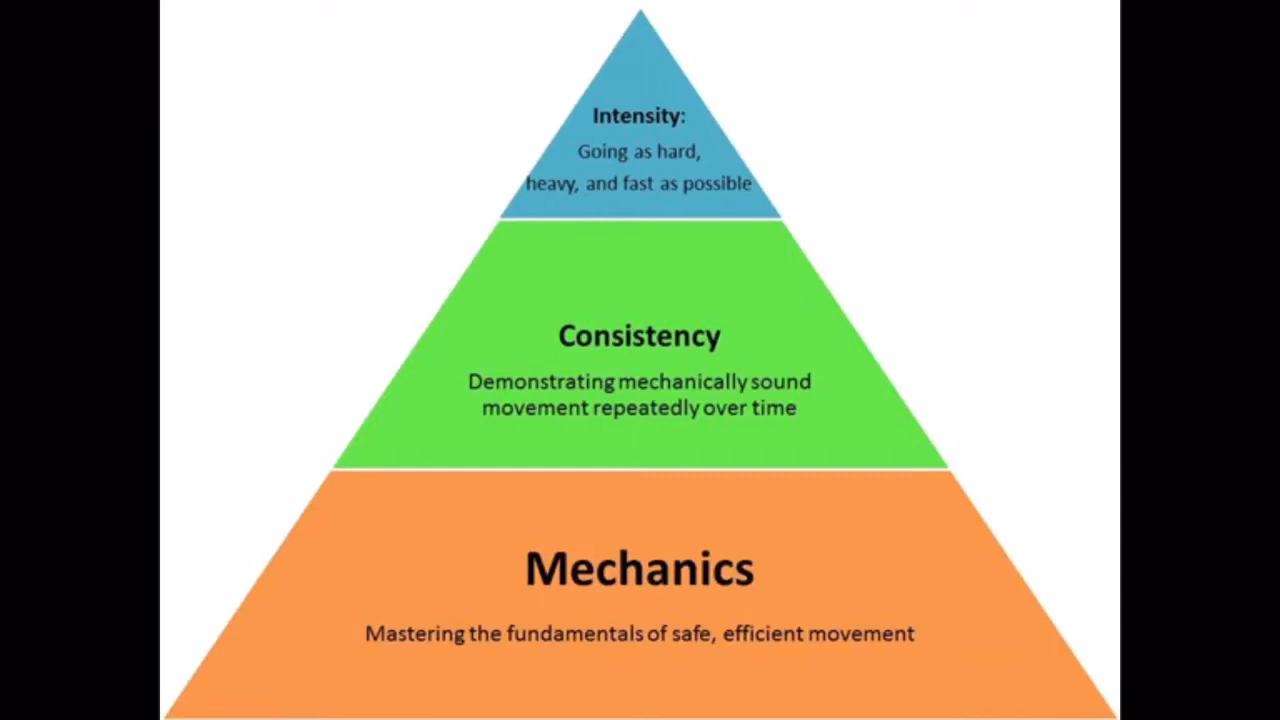 Intensity:
Going as hard,
heavy, and fast as possible
Consistency
Demonstrating mechanically sound
movement repeatedly over time
Mechanics
Mastering the fundamentals of safe, efficient movement